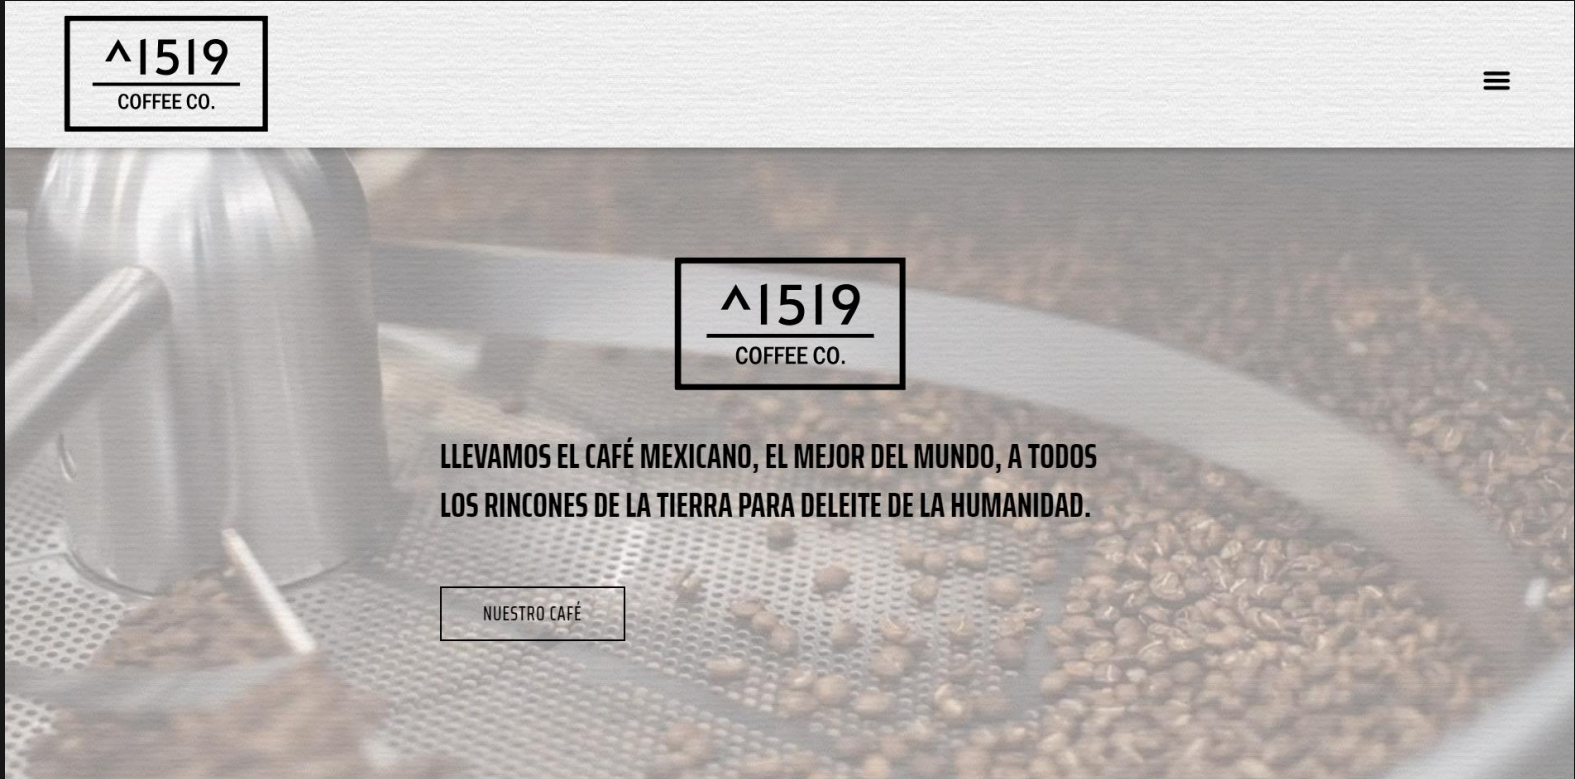 ^1519
COFFEE CO.
^1519
COFFEE CO.
LLEVAMOS EL CAFÉ MEXICANO, EL MEJOR DEL MUNDO, A TODOS
LOS RINCONES DE LA TIERRA PARA DELEITE DE LA HUMANIDAD.
NUESTRO CAFÉ